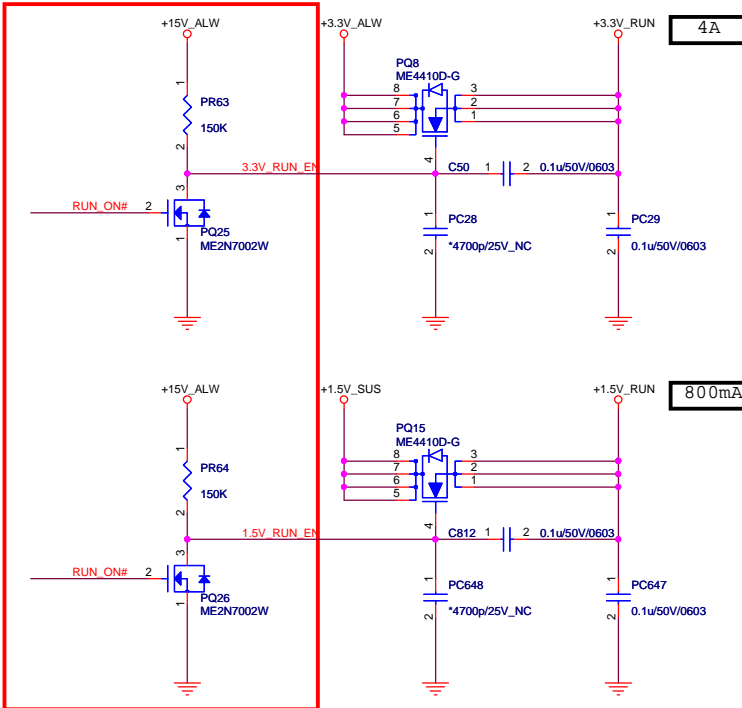 +15V_ALW +3.3V_ALW +3.3V_RUN 4A
PQ8
ME4410D-G
1 8 3
PR63 7 2
150K 6 1
2 5
3.3V_RUN_EN 4 C50 1 2 0.1u/50V/0603
3
RUN_ON# 2
PQ25
ME2N7002W
1
1 PC28 1 PC29
2 *4700p/25V_NC 2 0.1u/50V/0603
+15V_ALW +1.5V_SUS +1.5V_RUN 800mA
PQ15
ME4410D-G
1 8 3
PR64 7 2
150K 6 1
2 5
1.5V_RUN_EN 4 C812 1 2 0.1u/50V/0603
3
RUN_ON# 2
PQ26
ME2N7002W
1
1 PC648 1 PC647
2 *4700p/25V_NC 2 0.1u/50V/0603